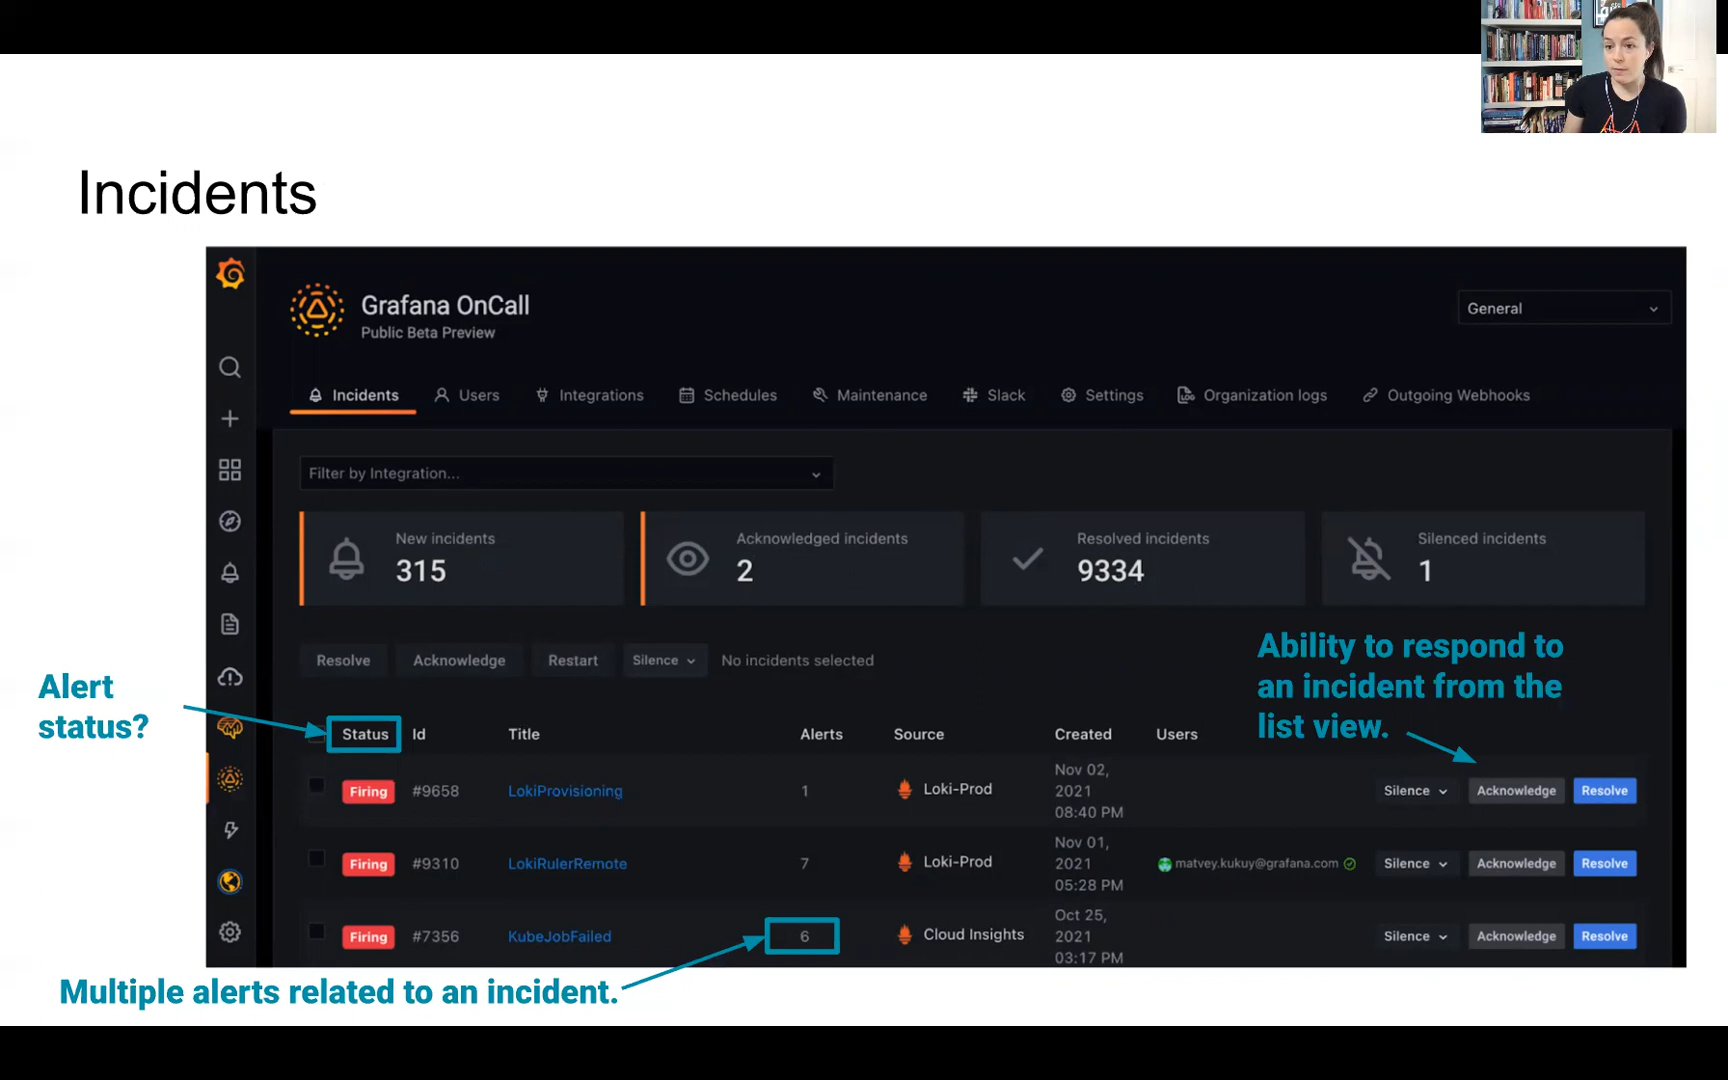 Incidents
Grafana OnCall
Public Beta Preview
General
Incidents Users Integrations Schedules Maintenance Slack Settings Organization logs Outgoing Webhooks
Filter by Integration...
New incidents
315
Acknowledged incidents
2
Resolved incidents
9334
Silenced incidents
1
Resolve Acknowledge Restart Silence No incidents selected
Ability to respond to
an incident from the
list view.
Alert
status?
Status Id Title Alerts Source Created Users
Firing #9658 LokiProvisioning 1 Loki-Prod Nov 02,
2021
08:40 PM
Silence Acknowledge Resolve
Firing #9310 LokiRulerRemote 7 Loki-Prod Nov 01,
2021
05:28 PM
matvey.kukuy@grafana.com Silence Acknowledge Resolve
Firing #7356 KubeJobFailed 6 Cloud Insights Oct 25,
2021
03:17 PM
Silence Acknowledge Resolve
Multiple alerts related to an incident.